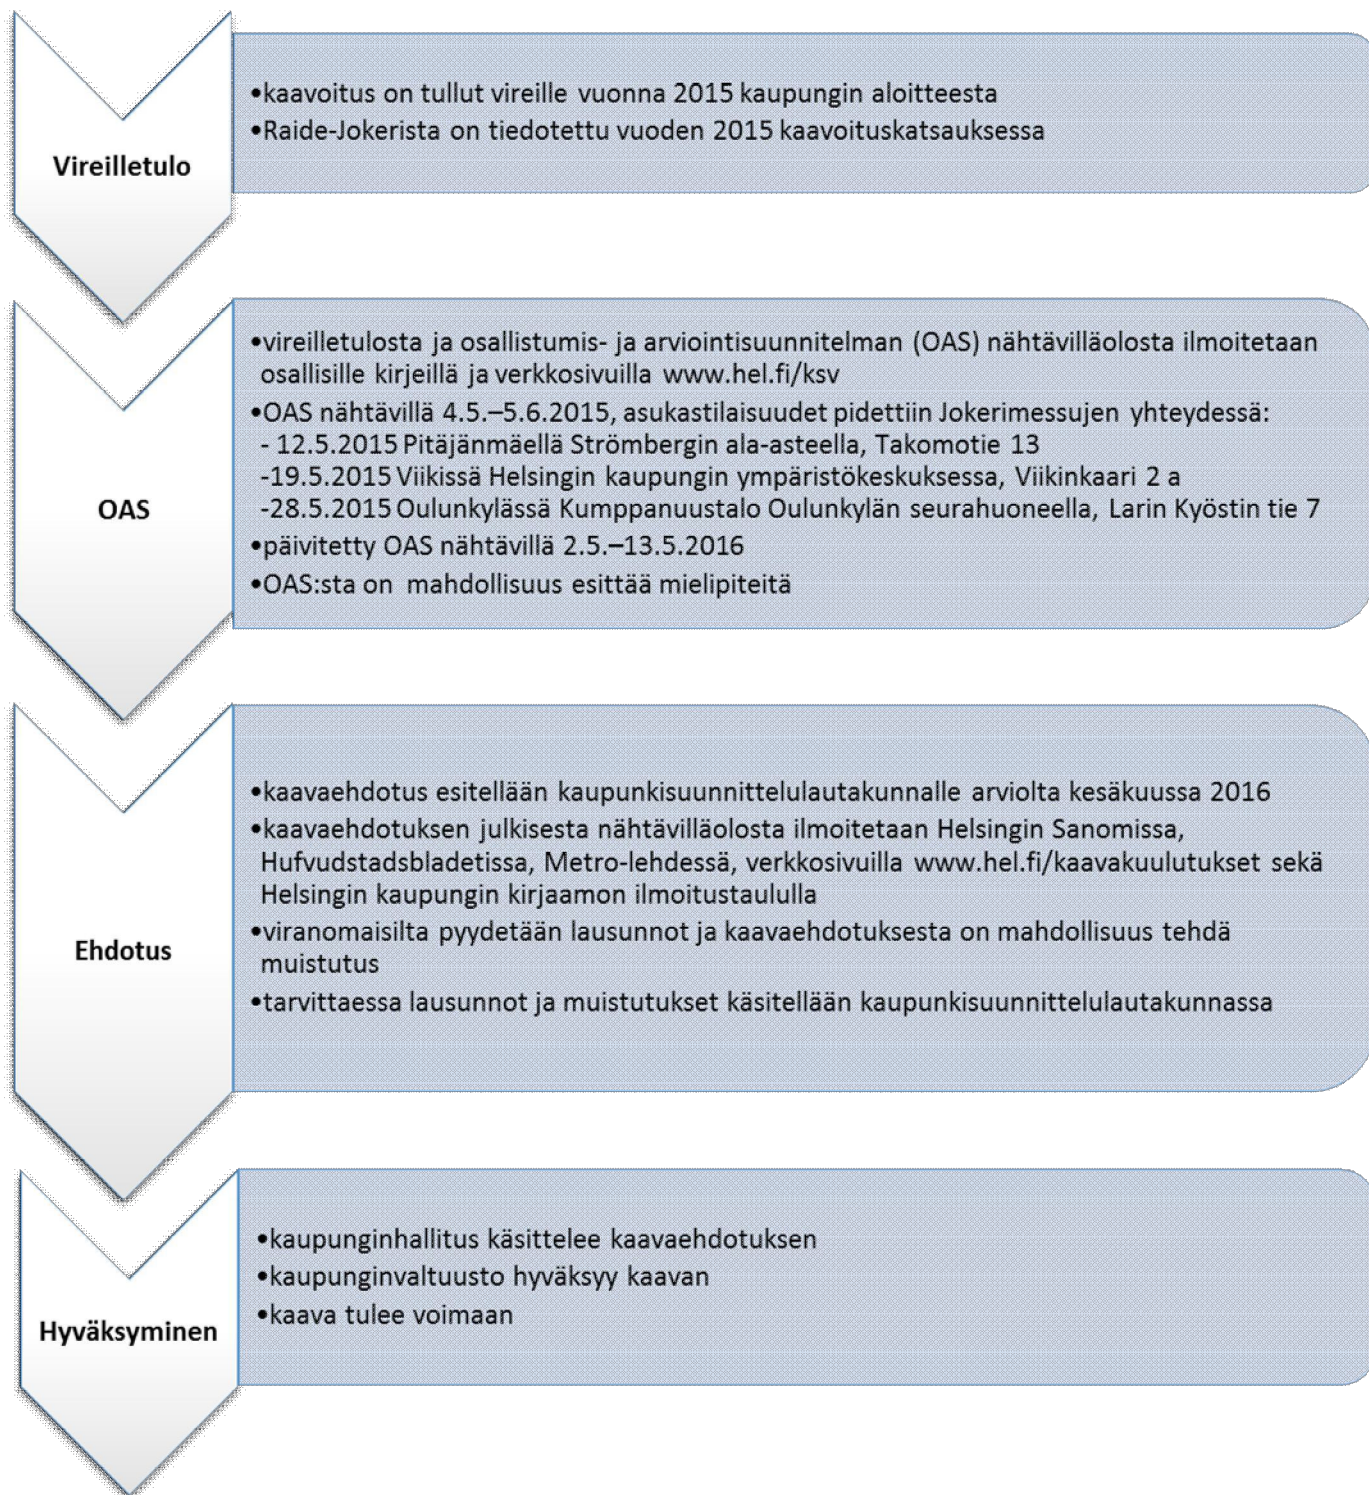 Vireilletulo
•kaavoitus on tullut vireille vuonna 2015 kaupungin aloitteesta
•Raide-Jokerista on tiedotettu vuoden 2015 kaavoituskatsauksessa
OAS
•vireilletulosta ja osallistumis- ja arviointisuunnitelman (OAS) nähtävilläolosta ilmoitetaan
osallisille kirjeillä ja verkkosivuilla www.hel.fi/ksv
•OAS nähtävillä 4.5.–5.6.2015, asukastilaisuudet pidettiin Jokerimessujen yhteydessä:
- 12.5.2015 Pitäjänmäellä Strömbergin ala-asteella, Takomotie 13
-19.5.2015 Viikissä Helsingin kaupungin ympäristökeskuksessa, Viikinkaari 2 a
-28.5.2015 Oulunkylässä Kumppanuustalo Oulunkylän seurahuoneella, Larin Kyöstin tie 7
•päivitetty OAS nähtävillä 2.5.–13.5.2016
•OAS:sta on mahdollisuus esittää mielipiteitä
Ehdotus
•kaavaehdotus esitellään kaupunkisuunnittelulautakunnalle arviolta kesäkuussa 2016
•kaavaehdotuksen julkisesta nähtävilläolosta ilmoitetaan Helsingin Sanomissa,
Hufvudstadsbladetissa, Metro-lehdessä, verkkosivuilla www.hel.fi/kaavakuulutukset sekä
Helsingin kaupungin kirjaamon ilmoitustaululla
•viranomaisilta pyydetään lausunnot ja kaavaehdotuksesta on mahdollisuus tehdä
muistutus
•tarvittaessa lausunnot ja muistutukset käsitellään kaupunkisuunnittelulautakunnassa
Hyväksyminen
•kaupunginhallitus käsittelee kaavaehdotuksen
•kaupunginvaltuusto hyväksyy kaavan
•kaava tulee voimaan